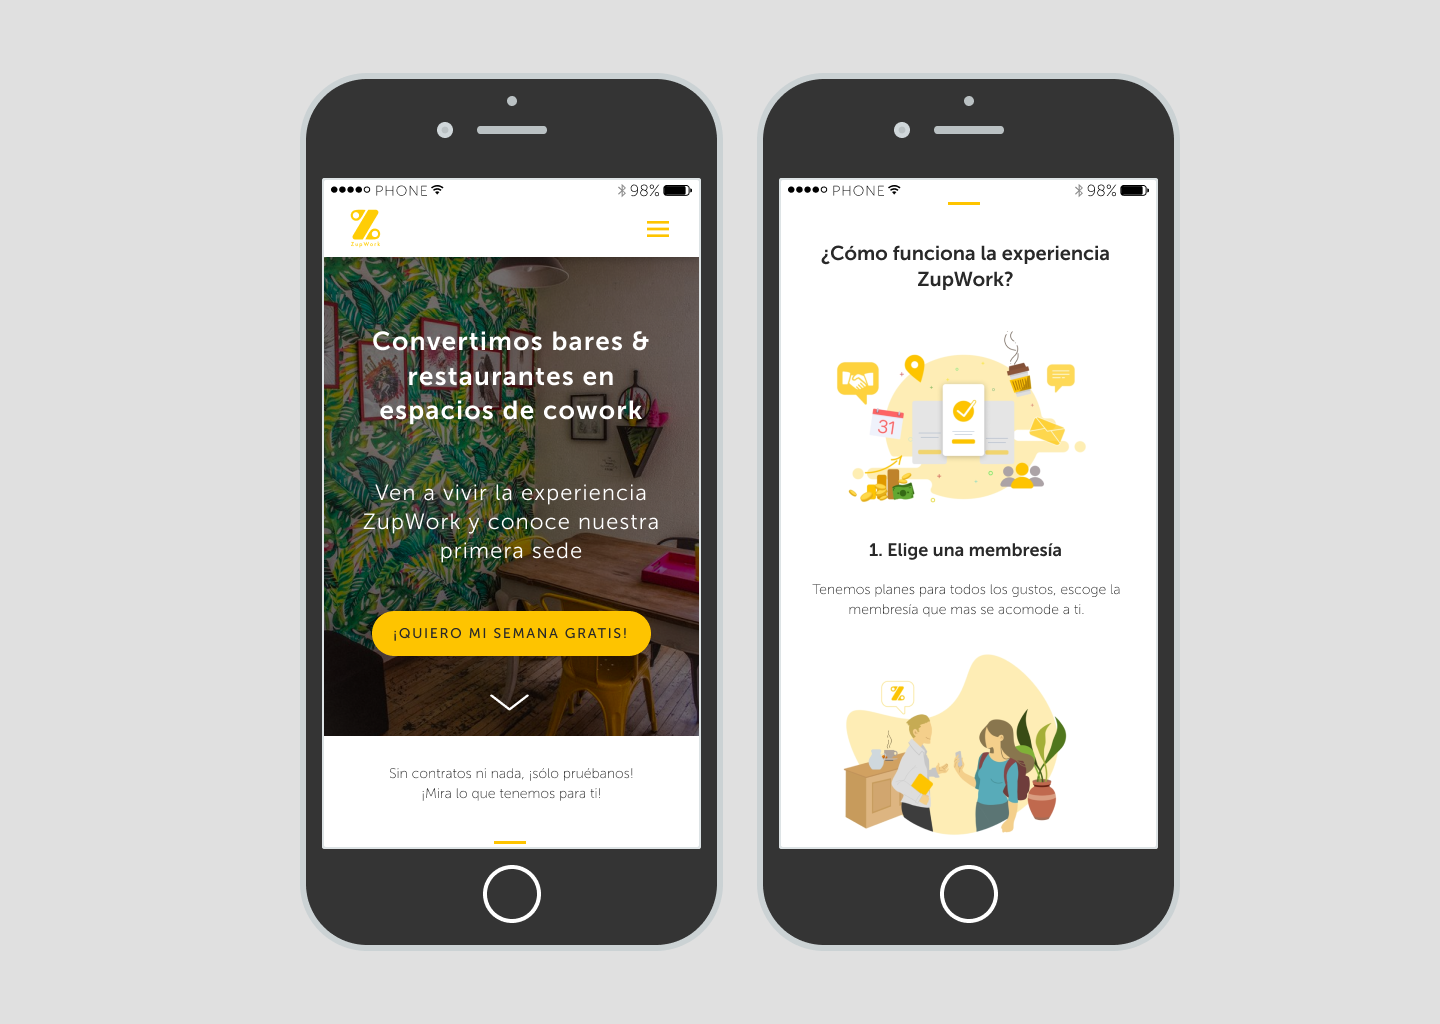 PHONE 98%
ZupWork
Convertimos bares &
restaurantes en
espacios de cowork
Ven a vivir la experiencia
ZupWork y conoce nuestra
primera sede
¡QUIERO MI SEMANA GRATIS!
Sin contratos ni nada, ¡sólo pruébanos!
¡Mira lo que tenemos para ti!
PHONE 98%
¿Cómo funciona la experiencia
ZupWork?
31
1. Elige una membresía
Tenemos planes para todos los gustos, escoge la
membresía que mas se acomode a ti.